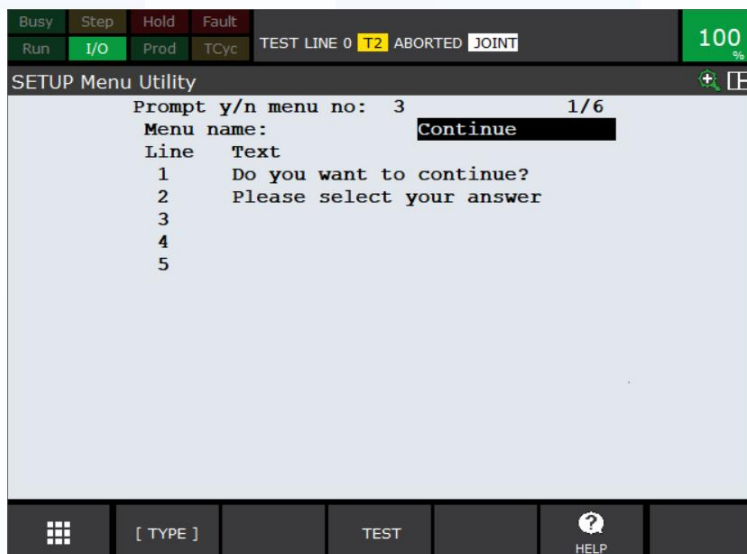 Busy Step Hold Fault
Run I/O Prod TCyc TEST LINE 0 T2 ABORTED JOINT 100 %
SETUP Menu Utility
Prompt y/n menu no: 3 1/6
Menu name: Continue
Line Text
1 Do you want to continue?
2 Please select your answer
3
4
5
[ TYPE ] TEST ?
HELP